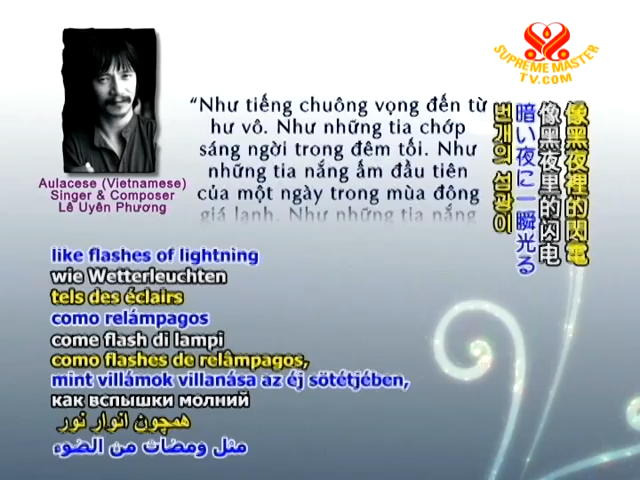 SUPREME MASTER
TV.COM
Aulacese (Vietnamese)
Singer & Composer
Lê Uyên Phương
“Như tiếng chuông vọng đến từ
hư vô. Như những tia chớp
sáng ngời trong đêm tối. Như
những tia nắng ấm đầu tiên
của một ngày trong mùa đông
giá lạnh. Như những tia nắng
像黑夜裡的閃電
像黑夜里的闪电
暗い夜に一瞬光る
번개의 섬광이
like flashes of lightning
wie Wetterleuchten
tels des éclairs
como relámpagos
come flash di lampi
como flashes de relâmpagos,
mint villámok villanása az éj sötétjében,
как вспышки молний
همچون انوار نور
مثل ومضات من الضوء